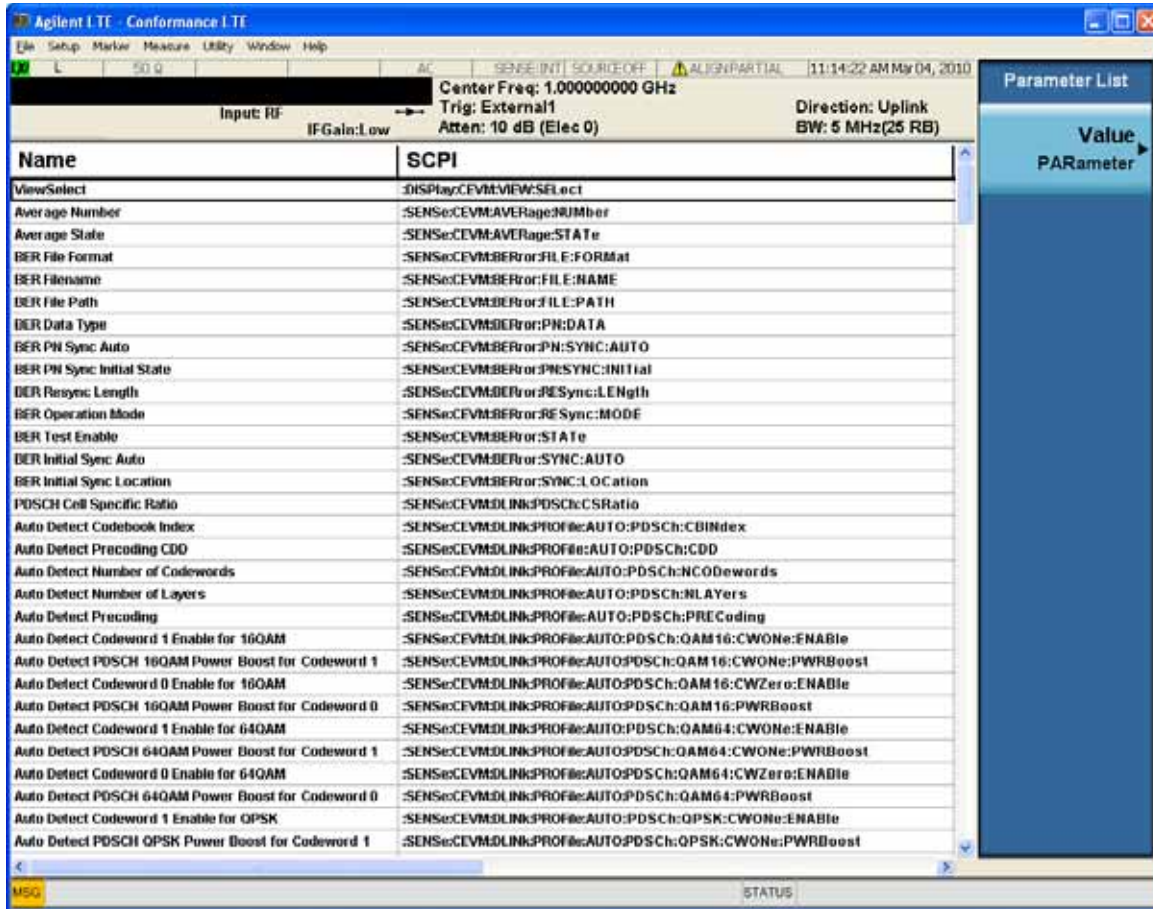 Agilent LTE - Conformance LTE
File Setup Marker Measure Utility Window Help
L 50 Ω AC SENSE:INT SOURCE OFF ALIGN PARTIAL 11:14:22 AM Mar 04, 2010
Center Freq: 1.000000000 GHz
Input: RF Trig: External1 Direction: Uplink
IFGain:Low Atten: 10 dB (Elec 0) BW: 5 MHz(25 RB)
Parameter List
Value
PARameter
Name SCPI
ViewSelect :DISPlay:CEVM:VIEW:SELect
Average Number :SENSe:CEVM:AVERage:NUMber
Average State :SENSe:CEVM:AVERage:STATe
BER File Format :SENSe:CEVM:BERror:FILE:FORMat
BER Filename :SENSe:CEVM:BERror:FILE:NAME
BER File Path :SENSe:CEVM:BERror:FILE:PATH
BER Data Type :SENSe:CEVM:BERror:PN:DATA
BER PN Sync Auto :SENSe:CEVM:BERror:PN:SYNC:AUTO
BER PN Sync Initial State :SENSe:CEVM:BERror:PN:SYNC:INITial
BER Resync Length :SENSe:CEVM:BERror:RESync:LENgth
BER Operation Mode :SENSe:CEVM:BERror:RESync:MODE
BER Test Enable :SENSe:CEVM:BERror:STATe
BER Initial Sync Auto :SENSe:CEVM:BERror:SYNC:AUTO
BER Initial Sync Location :SENSe:CEVM:BERror:SYNC:LOCation
PDSCH Cell Specific Ratio :SENSe:CEVM:DLINk:PDSCh:CSRatio
Auto Detect Codebook Index :SENSe:CEVM:DLINk:PROFile:AUTO:PDSCh:CBINdex
Auto Detect Precoding CDD :SENSe:CEVM:DLINk:PROFile:AUTO:PDSCh:CDD
Auto Detect Number of Codewords :SENSe:CEVM:DLINk:PROFile:AUTO:PDSCh:NCODewords
Auto Detect Number of Layers :SENSe:CEVM:DLINk:PROFile:AUTO:PDSCh:NLAYers
Auto Detect Precoding :SENSe:CEVM:DLINk:PROFile:AUTO:PDSCh:PRECoding
Auto Detect Codeword 1 Enable for 16QAM :SENSe:CEVM:DLINk:PROFile:AUTO:PDSCh:QAM16:CWONe:ENABle
Auto Detect PDSCH 16QAM Power Boost for Codeword 1 :SENSe:CEVM:DLINk:PROFile:AUTO:PDSCh:QAM16:CWONe:PWRBoost
Auto Detect Codeword 0 Enable for 16QAM :SENSe:CEVM:DLINk:PROFile:AUTO:PDSCh:QAM16:CWZero:ENABle
Auto Detect PDSCH 16QAM Power Boost for Codeword 0 :SENSe:CEVM:DLINk:PROFile:AUTO:PDSCh:QAM16:PWRBoost
Auto Detect Codeword 1 Enable for 64QAM :SENSe:CEVM:DLINk:PROFile:AUTO:PDSCh:QAM64:CWONe:ENABle
Auto Detect PDSCH 64QAM Power Boost for Codeword 1 :SENSe:CEVM:DLINk:PROFile:AUTO:PDSCh:QAM64:CWONe:PWRBoost
Auto Detect Codeword 0 Enable for 64QAM :SENSe:CEVM:DLINk:PROFile:AUTO:PDSCh:QAM64:CWZero:ENABle
Auto Detect PDSCH 64QAM Power Boost for Codeword 0 :SENSe:CEVM:DLINk:PROFile:AUTO:PDSCh:QAM64:PWRBoost
Auto Detect Codeword 1 Enable for QPSK :SENSe:CEVM:DLINk:PROFile:AUTO:PDSCh:QPSK:CWONe:ENABle
Auto Detect PDSCH QPSK Power Boost for Codeword 1 :SENSe:CEVM:DLINk:PROFile:AUTO:PDSCh:QPSK:CWONe:PWRBoost
MSG STATUS